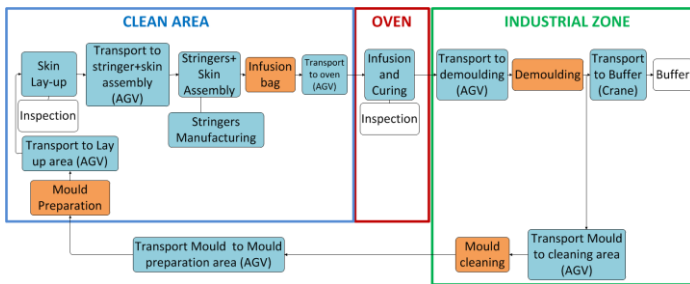 CLEAN AREA
OVEN
INDUSTRIAL ZONE
Skin
Lay-up
Inspection
Transport to
stringer+skin
assembly
(AGV)
Stringers+
Skin
Assembly
Stringers
Manufacturing
Infusion
bag
Transport
to oven
(AGV)
Infusion
and
Curing
Inspection
Transport to
demoulding
(AGV)
Demoulding
Transport
to Buffer
(Crane)
Buffer
Transport to Lay
up area (AGV)
Mould
Preparation
Transport Mould to Mould
preparation area (AGV)
Mould
cleaning
Transport Mould
to cleaning area
(AGV)